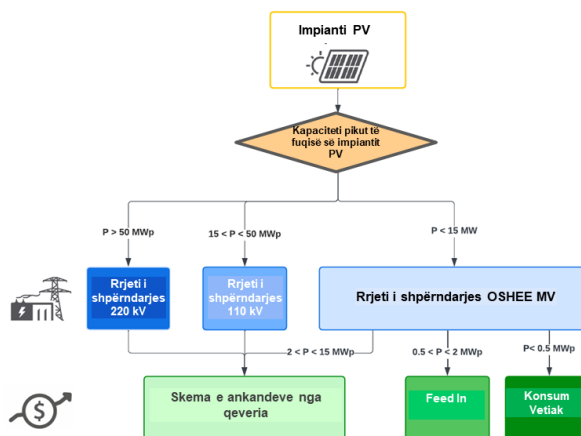 Impianti PV
Kapaciteti pikut të
fuqisë së impiantit
PV
P > 50 MWp
15 < P < 50 MWp
P < 15 MW
Rrjeti i
shpërndarjes
220 kV
Rrjeti i
shpërndarjes
110 kV
Rrjeti i shpërndarjes OSHEE MV
2 < P < 15 MWp
0.5 < P < 2 MWp
P< 0.5 MWp
Skema e ankandeve nga
qeveria
Feed In
Konsum
Vetiak